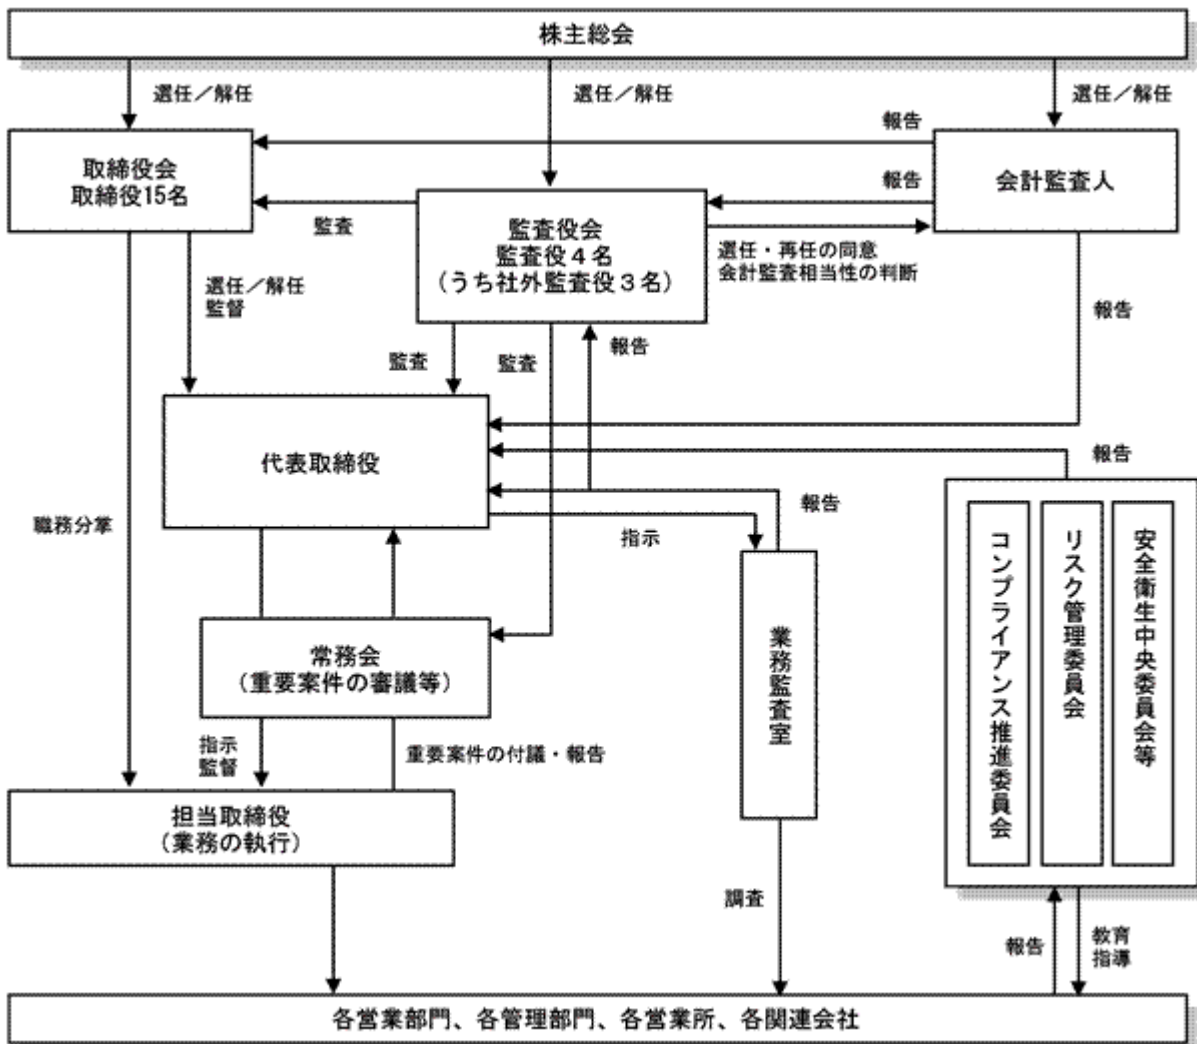 株主総会
選任／解任
選任／解任
選任／解任
報告
取締役会
取締役15名
報告
会計監査人
監査
監査役会
監査役４名
（うち社外監査役３名）
選任・再任の同意
会計監査相当性の判断
選任／解任
監督
報告
監査
監査
報告
代表取締役
報告
職務分掌
報告
指示
コンプライアンス推進委員会
リスク管理委員会
安全衛生中央委員会等
常務会
（重要案件の審議等）
業務監査室
指示
監督
重要案件の付議・報告
担当取締役
（業務の執行）
調査
報告
教育
指導
各営業部門、各管理部門、各営業所、各関連会社